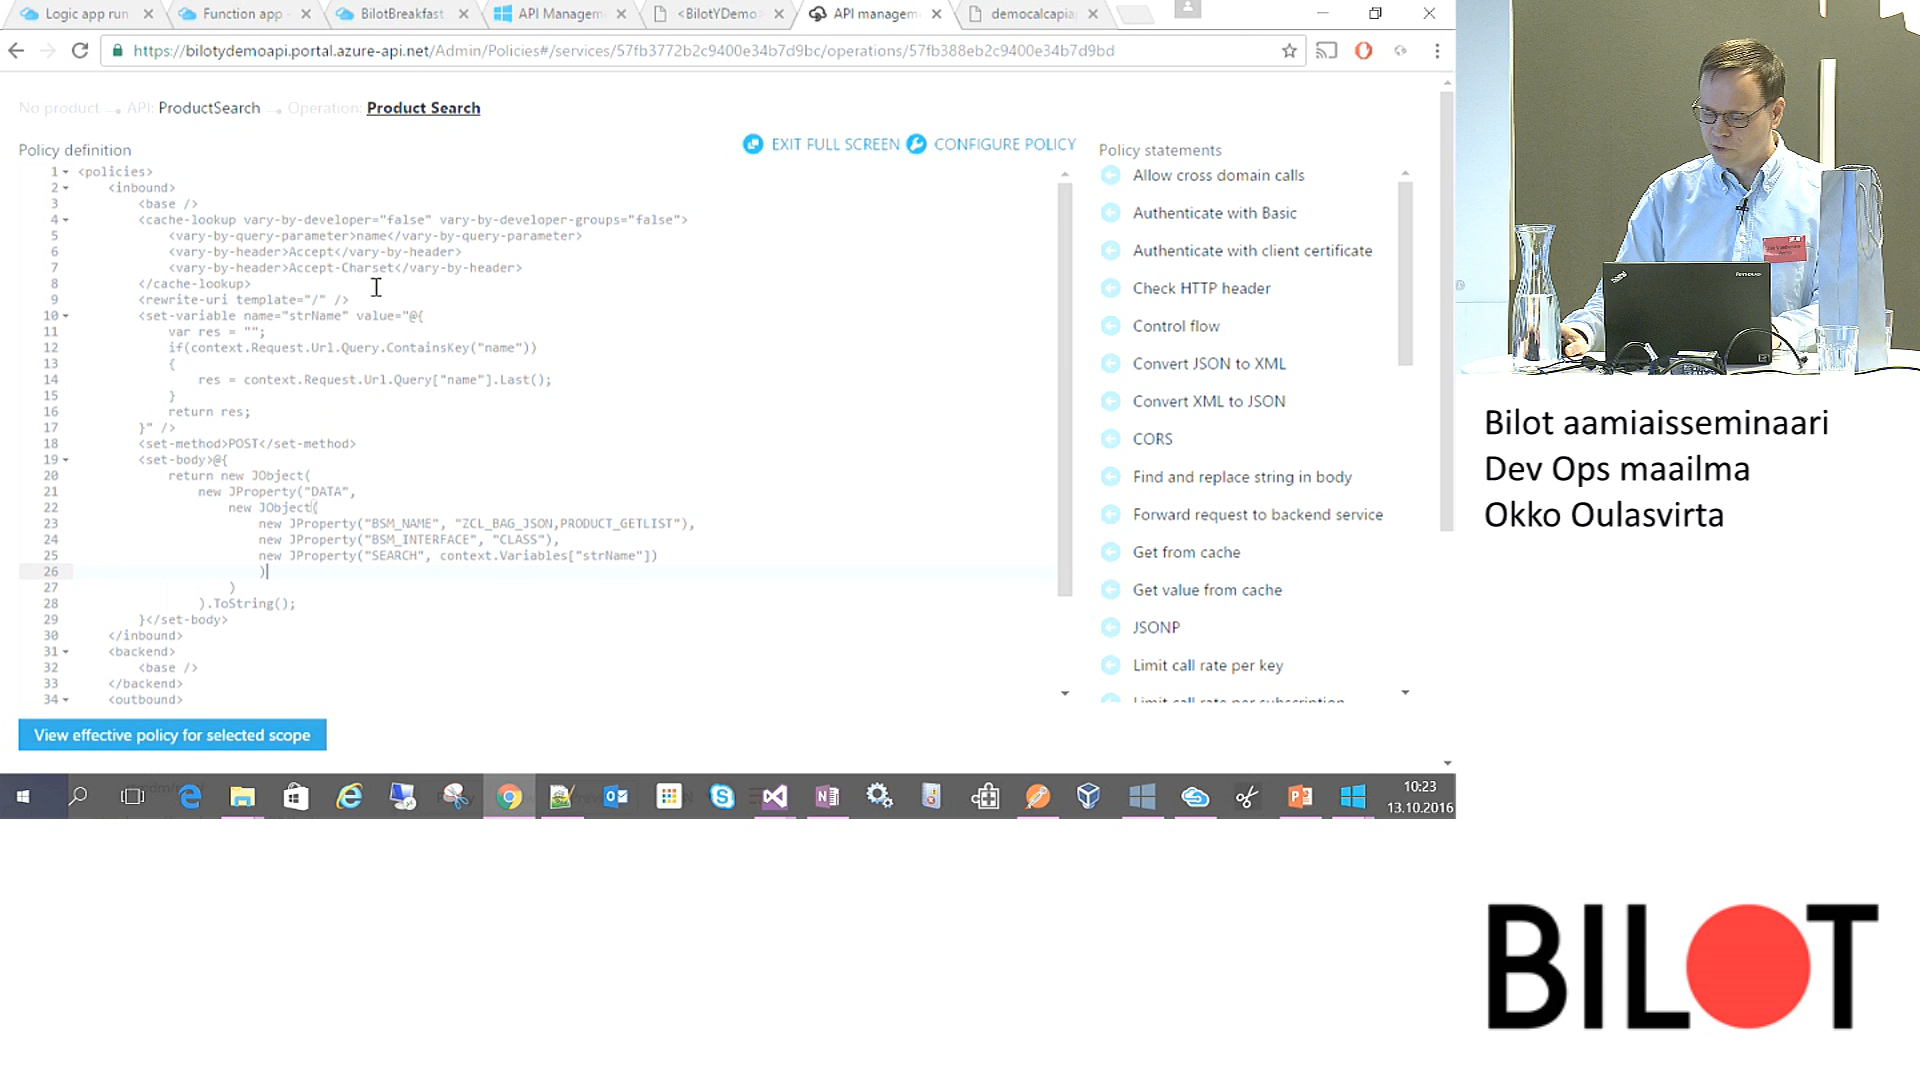 Logic app run
Function app
BilotBreakfast
API Managem
<BilotYDemo
API managem
democalcapia
https://bilotydemoapi.portal.azure-api.net/Admin/Policies#/services/57fb3772b2c9400e34b7d9bc/operations/57fb388eb2c9400e34b7d9bd
No product → API: ProductSearch → Operation: Product Search
EXIT FULL SCREEN CONFIGURE POLICY
Policy definition
1 <policies>
2 <inbound>
3 <base />
4 <cache-lookup vary-by-developer="false" vary-by-developer-groups="false">
5 <vary-by-query-parameter>name</vary-by-query-parameter>
6 <vary-by-header>Accept</vary-by-header>
7 <vary-by-header>Accept-Charset</vary-by-header>
8 </cache-lookup>
9 <rewrite-uri template="/" />
10 <set-variable name="strName" value="@{
11 var res = "";
12 if(context.Request.Url.Query.ContainsKey("name"))
13 {
14 res = context.Request.Url.Query["name"].Last();
15 }
16 return res;
17 }" />
18 <set-method>POST</set-method>
19 <set-body>@{
20 return new JObject(
21 new JProperty("DATA",
22 new JObject(
23 new JProperty("BSM_NAME", "ZCL_BAG_JSON,PRODUCT_GETLIST"),
24 new JProperty("BSM_INTERFACE", "CLASS"),
25 new JProperty("SEARCH", context.Variables["strName"])
26 )
27 )
28 ).ToString();
29 }</set-body>
30 </inbound>
31 <backend>
32 <base />
33 </backend>
34 <outbound>
View effective policy for selected scope
Policy statements
Allow cross domain calls
Authenticate with Basic
Authenticate with client certificate
Check HTTP header
Control flow
Convert JSON to XML
Convert XML to JSON
CORS
Find and replace string in body
Forward request to backend service
Get from cache
Get value from cache
JSONP
Limit call rate per key
Limit call rate per subscription
10:23
13.10.2016
lenovo
Bilot aamiaisseminaari
Dev Ops maailma
Okko Oulasvirta
BILOT